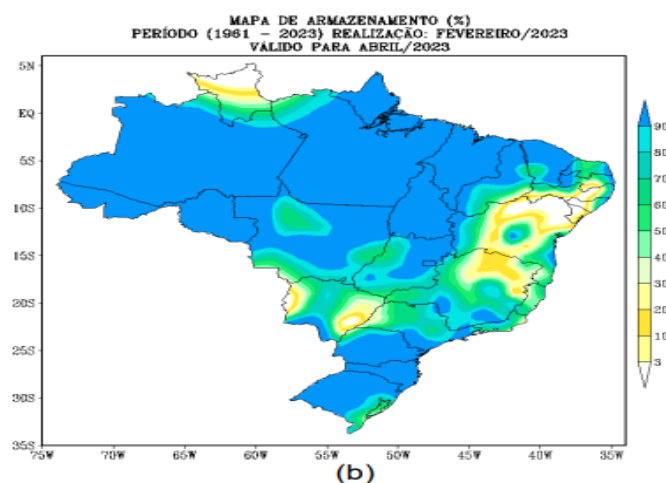 MAPA DE ARMAZENAMENTO (%)
PERÍODO (1961 – 2023) REALIZAÇÃO: FEVEREIRO/2023
VÁLIDO PARA ABRIL/2023
5N
EQ
5S
10S
15S
20S
25S
30S
35S
75W 70W 65W 60W 55W 50W 45W 40W 35W
90
80
70
60
50
40
30
20
10
3
(b)